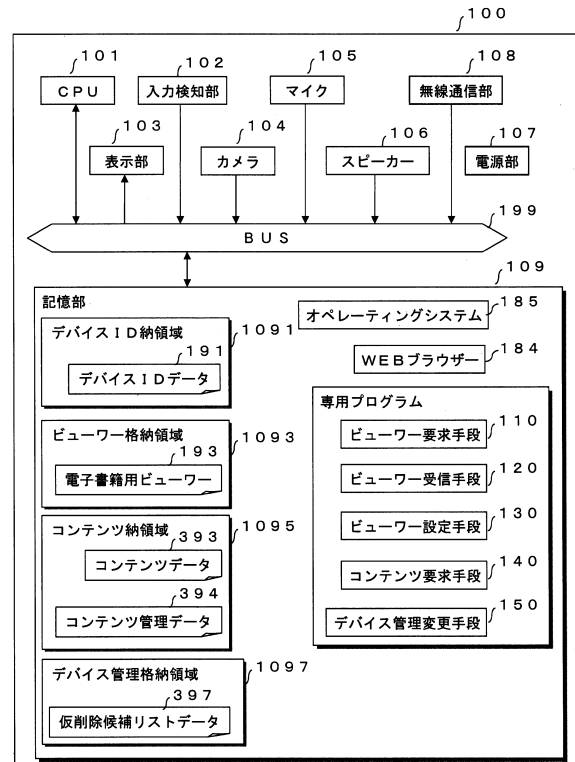 100
101
CPU
102
入力検知部
105
マイク
108
無線通信部
103
表示部
104
カメラ
106
スピーカー
107
電源部
199
BUS
109
記憶部
オペレーティングシステム
185
デバイスID納領域
1091
191
デバイスIDデータ
WEBブラウザー
184
専用プログラム
ビューワー要求手段
110
ビューワー格納領域
1093
193
電子書籍用ビューワー
ビューワー受信手段
120
ビューワー設定手段
130
コンテンツ納領域
1095
393
コンテンツデータ
394
コンテンツ管理データ
コンテンツ要求手段
140
デバイス管理変更手段
150
デバイス管理格納領域
1097
397
仮削除候補リストデータ